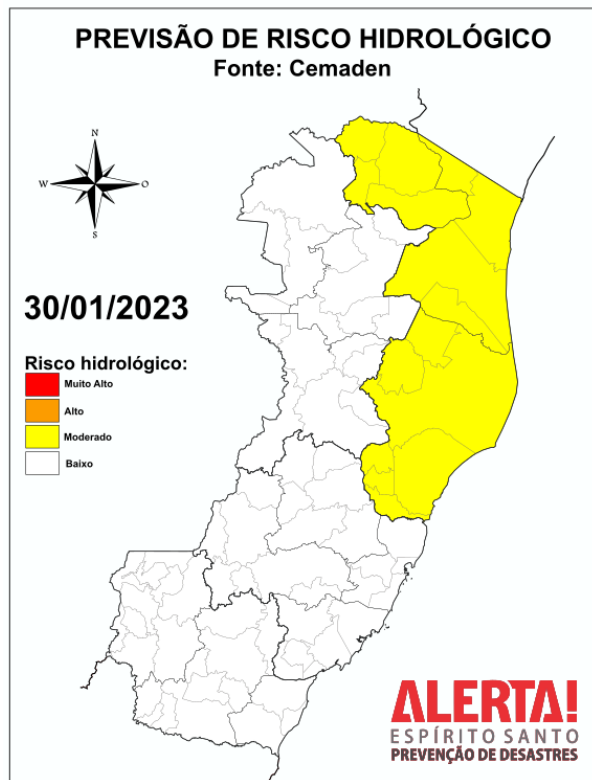 PREVISÃO DE RISCO HIDROLÓGICO
Fonte: Cemaden
N
W
O
S
30/01/2023
Risco hidrológico:
Muito Alto
Alto
Moderado
Baixo
ALERTA!
ESPÍRITO SANTO
PREVENÇÃO DE DESASTRES